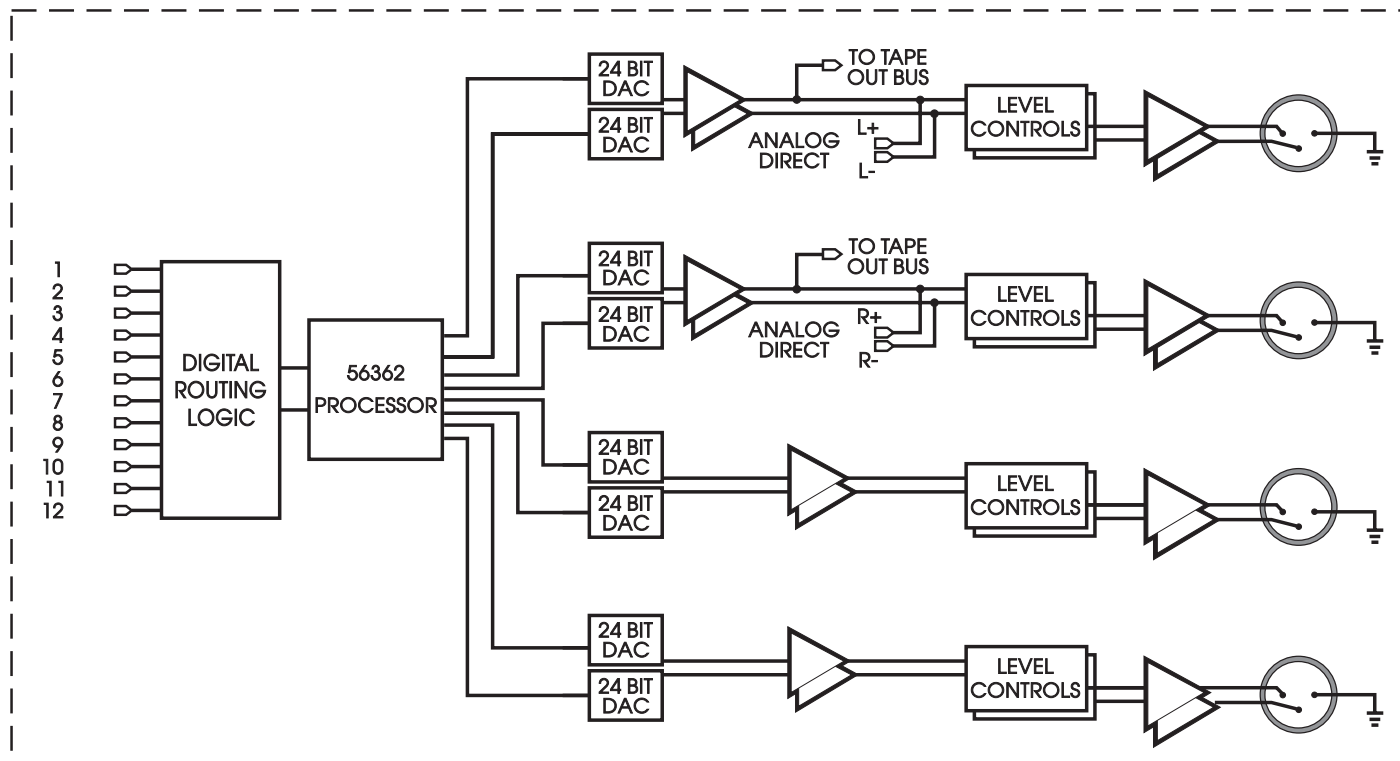 1
2
3
4
5
6
7
8
9
10
11
12
DIGITAL
ROUTING
LOGIC
56362
PROCESSOR
24 BIT
DAC
24 BIT
DAC
TO TAPE
OUT BUS
ANALOG
DIRECT
L+
L-
LEVEL
CONTROLS
24 BIT
DAC
24 BIT
DAC
TO TAPE
OUT BUS
ANALOG
DIRECT
R+
R-
LEVEL
CONTROLS
24 BIT
DAC
24 BIT
DAC
LEVEL
CONTROLS
24 BIT
DAC
24 BIT
DAC
LEVEL
CONTROLS